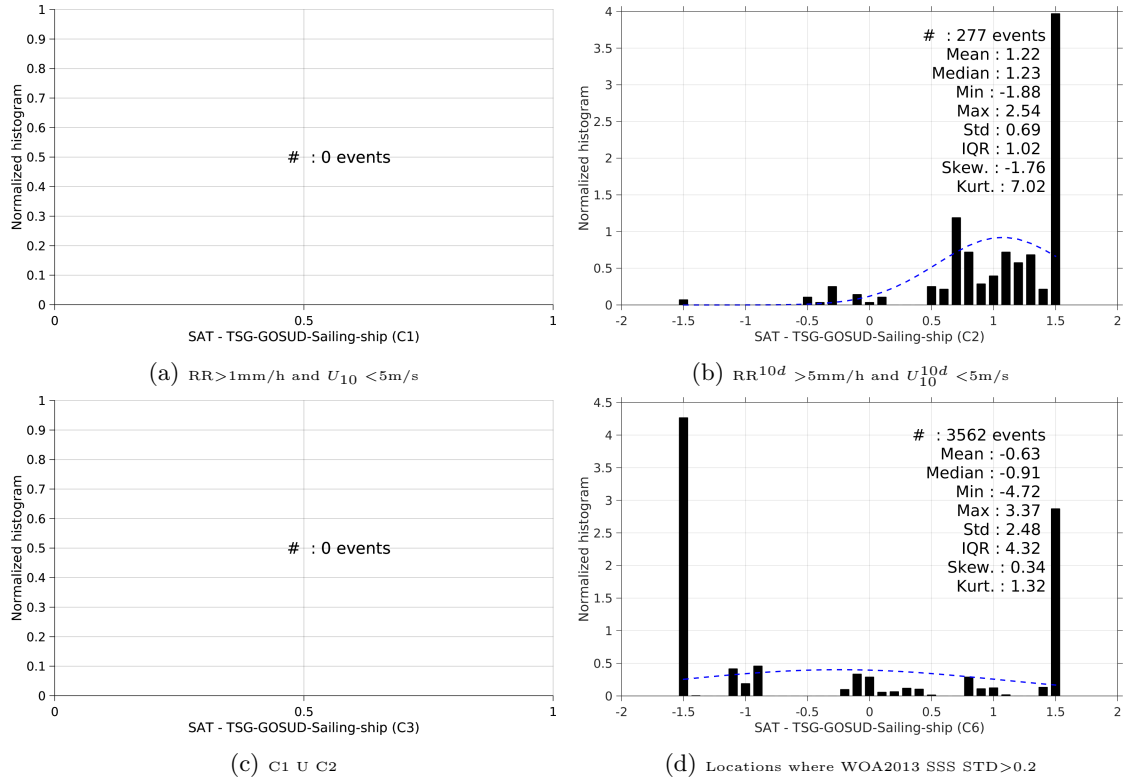 1
0.9
0.8
0.7
0.6
0.5
0.4
0.3
0.2
0.1
0
Normalized histogram
# : 0 events
0 0.5 1
SAT - TSG-GOSUD-Sailing-ship (C1)
(a) RR>1mm/h and U10 <5m/s
4
3.5
3
2.5
2
1.5
1
0.5
0
Normalized histogram
# : 277 events
Mean : 1.22
Median : 1.23
Min : -1.88
Max : 2.54
Std : 0.69
IQR : 1.02
Skew. : -1.76
Kurt. : 7.02
-2 -1.5 -1 -0.5 0 0.5 1 1.5 2
SAT - TSG-GOSUD-Sailing-ship (C2)
(b) RR^10d >5mm/h and U10^10d <5m/s
1
0.9
0.8
0.7
0.6
0.5
0.4
0.3
0.2
0.1
0
Normalized histogram
# : 0 events
0 0.5 1
SAT - TSG-GOSUD-Sailing-ship (C3)
(c) C1 U C2
4.5
4
3.5
3
2.5
2
1.5
1
0.5
0
Normalized histogram
# : 3562 events
Mean : -0.63
Median : -0.91
Min : -4.72
Max : 3.37
Std : 2.48
IQR : 4.32
Skew. : 0.34
Kurt. : 1.32
-2 -1.5 -1 -0.5 0 0.5 1 1.5 2
SAT - TSG-GOSUD-Sailing-ship (C6)
(d) Locations where WOA2013 SSS STD>0.2